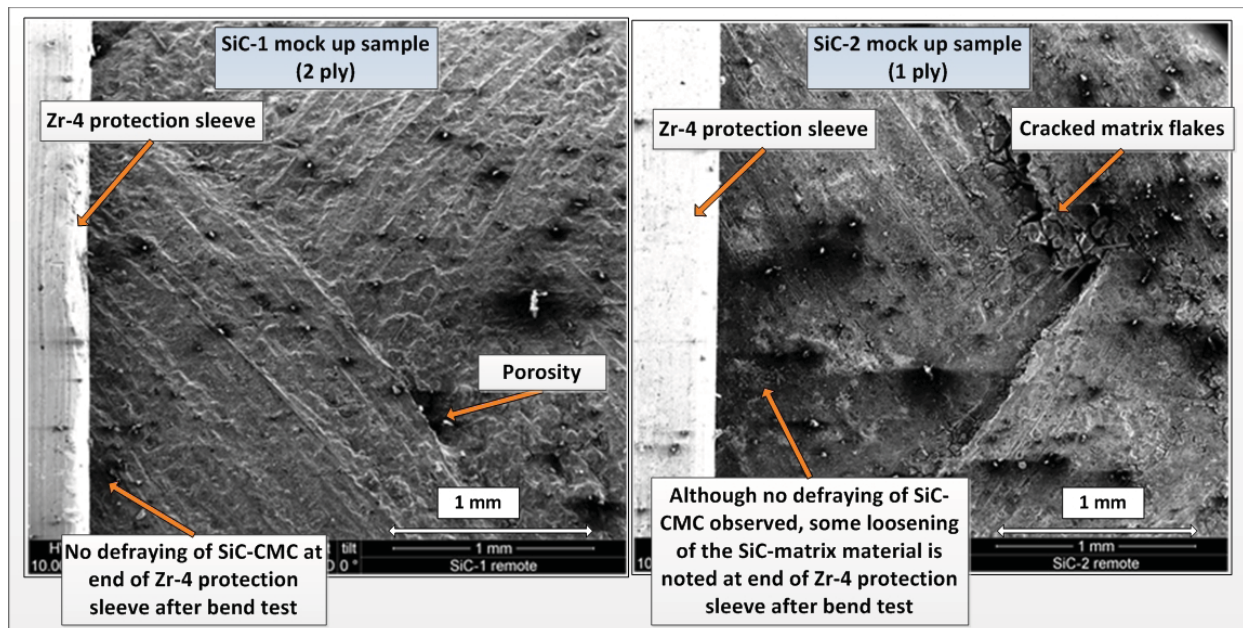 SiC-1 mock up sample
(2 ply)
Zr-4 protection sleeve
Porosity
1 mm
No defraying of SiC-CMC at
end of Zr-4 protection
sleeve after bend test
tilt
1 mm
SiC-1 remote
SiC-2 mock up sample
(1 ply)
Zr-4 protection sleeve
Cracked matrix flakes
1 mm
Although no defraying of SiC-
CMC observed, some loosening
of the SiC-matrix material is
noted at end of Zr-4 protection
sleeve after bend test
1 mm
SiC-2 remote